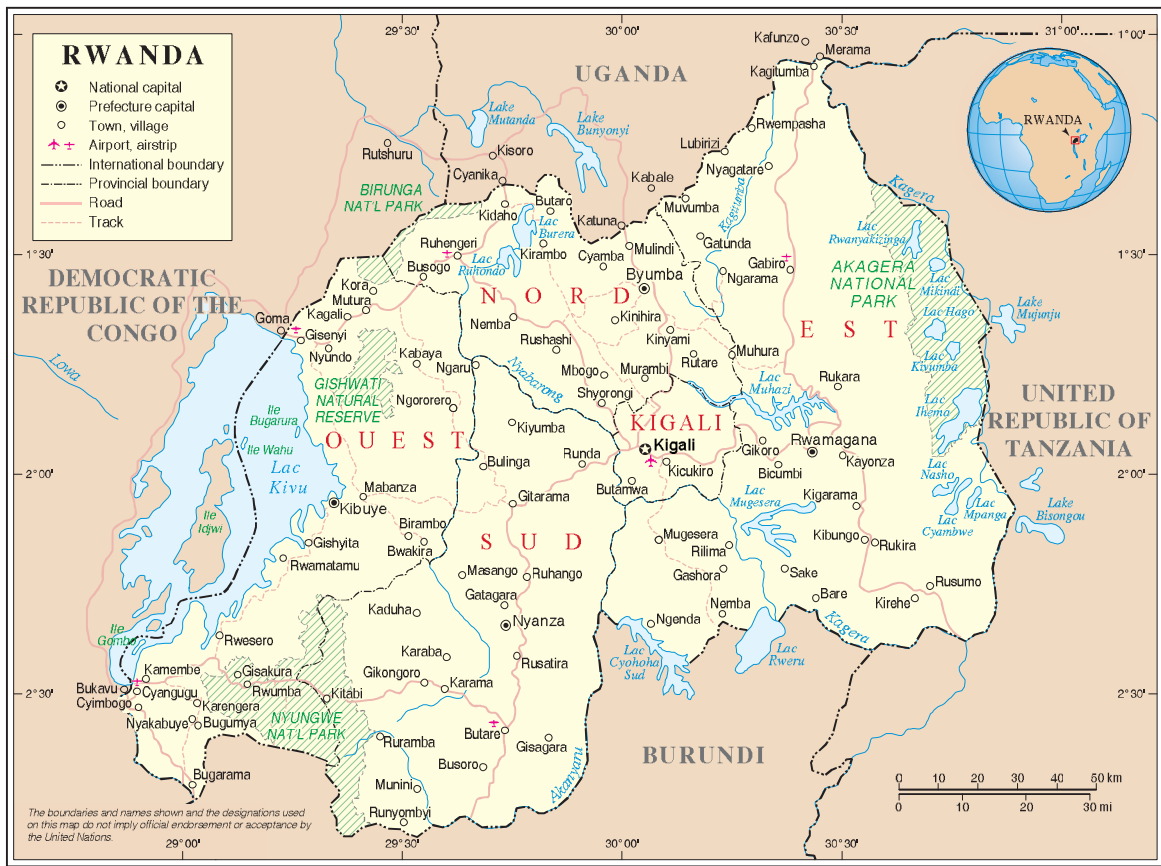 RWANDA
National capital
Prefecture capital
Town, village
Airport, airstrip
International boundary
Provincial boundary
Road
Track
29°30'
30°00'
30°30'
31°00'
1°00'
UGANDA
Kafunzo
Merama
Kagitumba
RWANDA
Lake
Mutanda
Lake
Bunyonyi
Rwempasha
Rutshuru
Kisoro
Lubirizi
Nyagatare
Cyanika
Kabale
Kagitumba
Kagera
BIRUNGA
NAT'L PARK
Kidaho
Butaro
Muvumba
Katuna
Lac
Burera
Lac
Rwanyakizinga
Ruhengeri
Kirambo
Cyamba
Mulindi
Gatunda
1°30'
1°30'
Lac
Ruhondo
Busogo
Byumba
Ngarama
Gabiro
AKAGERA
NATIONAL
PARK
Lac
Mikindi
DEMOCRATIC
REPUBLIC OF THE
CONGO
Kora
Mutura
Kagali
NORD
Lac Hago
Lake
Mujunju
Goma
Gisenyi
Nyundo
Nemba
Kinihira
Kinyami
EST
Rushashi
Kabaya
Ngaru
Rutare
Muhura
Lac
Kivumba
Lowa
Nyabarong
Mbogo
Murambi
GISHWATI
NATURAL
RESERVE
Ngororero
Shyorongi
Lac
Muhazi
Rukara
Lac
Ihema
UNITED
REPUBLIC OF
TANZANIA
Ile
Bugarura
OUEST
Kiyumba
KIGALI
Kigali
Ile Wahu
Lac
Kivu
Bulinga
Runda
Kicukiro
Gikoro
Rwamagana
Bicumbi
Kayonza
2°00'
2°00'
Lac
Nasho
Mabanza
Kibuye
Gitarama
Butamwa
Lac
Mugesera
Kigarama
Lac
Mpanga
Lac
Cyambwe
Lake
Bisongou
Ile
Idjwi
Birambo
Bwakira
Gishyita
Rwamatamu
SUD
Mugesera
Rilima
Kibungo
Rukira
Masango
Ruhango
Gashora
Sake
Rusumo
Gatagara
Nemba
Bare
Kirehe
Kaduha
Nyanza
Ngenda
Kagera
Ile
Gombo
Rwesero
Karaba
Rusatira
Lac
Cyohoha
Sud
Lac
Rweru
Kamembe
Gisakura
Gikongoro
Karama
Bukavu
Cyangugu
Rwumba
Kitabi
2°30'
Cyimbogo
Karengera
Nyakabuye
Bugumya
NYUNGWE
NAT'L PARK
Ruramba
Butare
Gisagara
BURUNDI
Busoro
Bugarama
Munini
Akanyaru
Runyombyi
0 10 20 30 40 50 km
0 10 20 30 mi
The boundaries and names shown and the designations used
on this map do not imply official endorsement or acceptance by
the United Nations.
29°00'
29°30'
30°00'
30°30'
2°30'